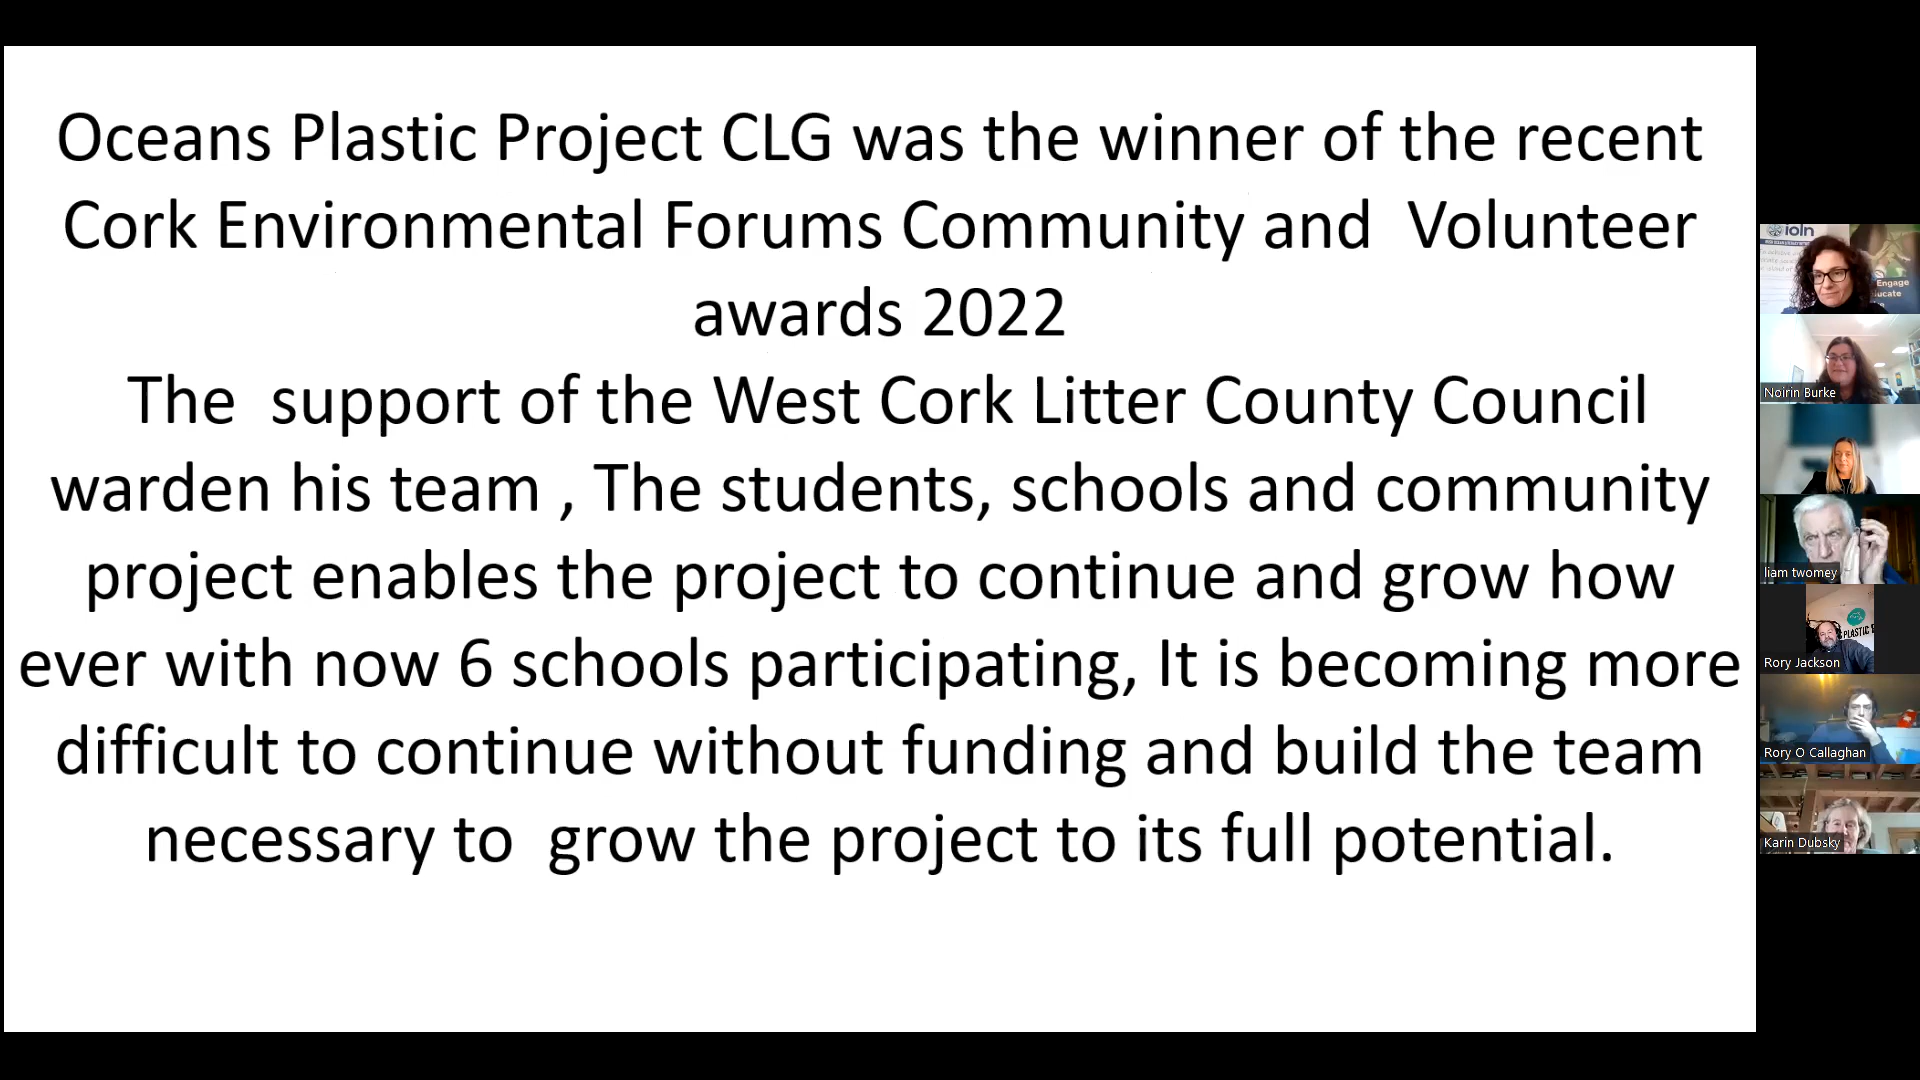 Oceans Plastic Project CLG was the winner of the recent
Cork Environmental Forums Community and  Volunteer
awards 2022
The  support of the West Cork Litter County Council
warden his team , The students, schools and community
project enables the project to continue and grow how
ever with now 6 schools participating, It is becoming more
difficult to continue without funding and build the team
necessary to  grow the project to its full potential.
ioln
Engage
Noirin Burke
liam twomey
PLASTIC
Rory Jackson
Rory O Callaghan
Karin Dubsky